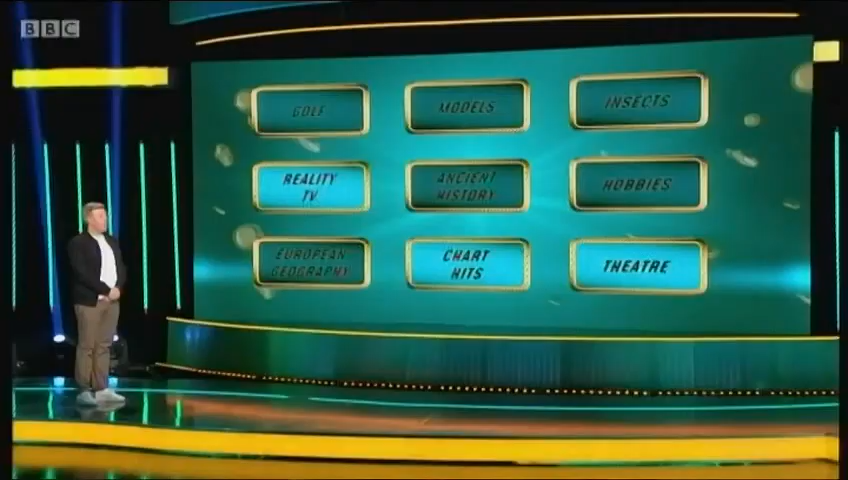 BBC
GOLF
MODELS
INSECTS
REALITY
TV
ANCIENT
HISTORY
HOBBIES
EUROPEAN
GEOGRAPHY
CHART
HITS
THEATRE